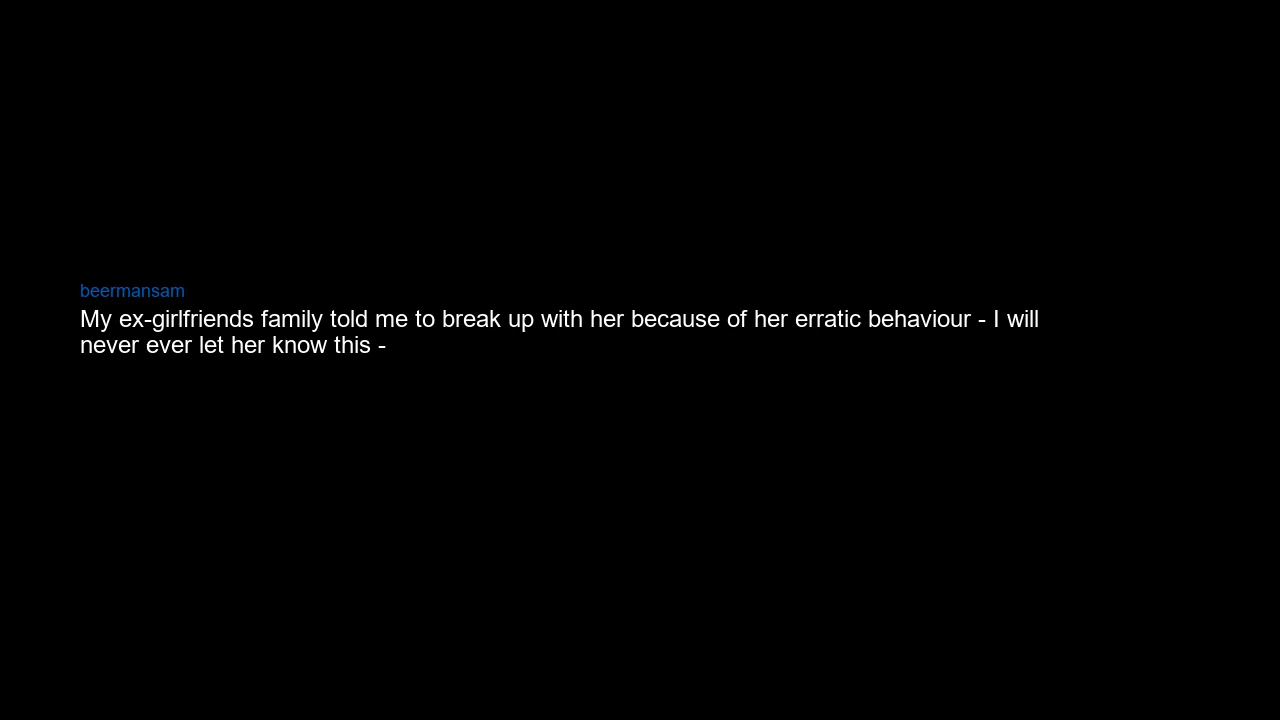 beermansam
My ex-girlfriends family told me to break up with her because of her erratic behaviour - I will
never ever let her know this -